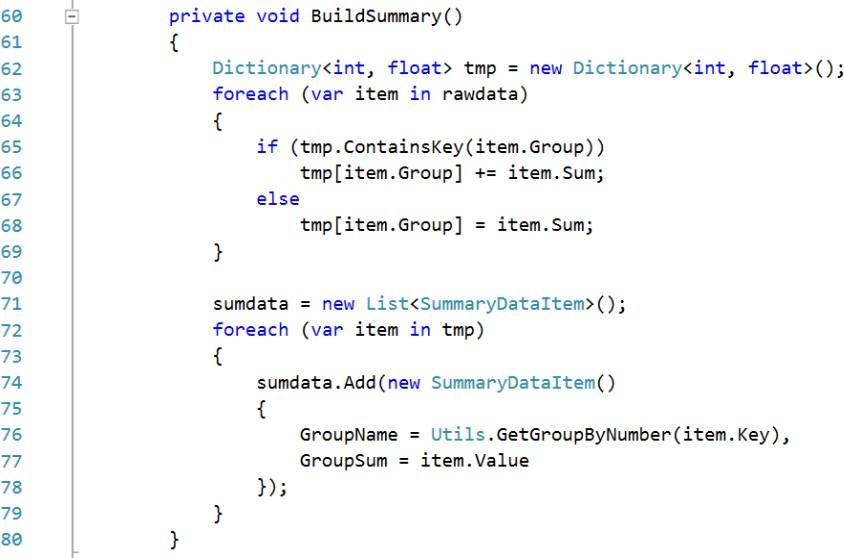 60 private void BuildSummary()
61 {
62 Dictionary<int, float> tmp = new Dictionary<int, float>();
63 foreach (var item in rawdata)
64 {
65 if (tmp.ContainsKey(item.Group))
66 tmp[item.Group] += item.Sum;
67 else
68 tmp[item.Group] = item.Sum;
69 }
70
71 sumdata = new List<SummaryDataItem>();
72 foreach (var item in tmp)
73 {
74 sumdata.Add(new SummaryDataItem()
75 {
76 GroupName = Utils.GetGroupByNumber(item.Key),
77 GroupSum = item.Value
78 });
79 }
80 }